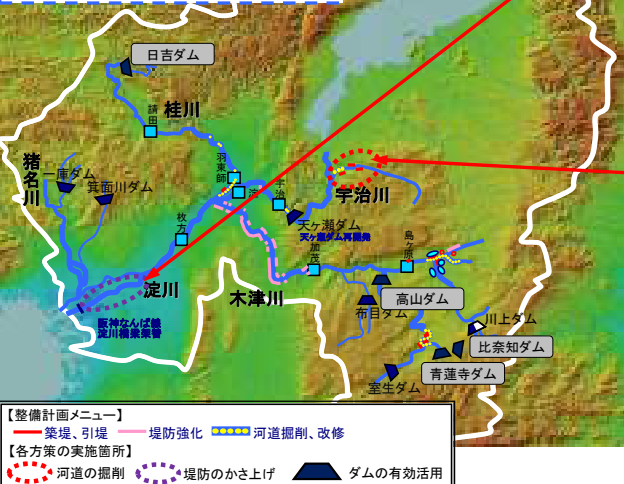 日吉ダム
桂川
請田
猪名川
一庫ダム
箕面川ダム
羽束師
淀
宇治
宇治川
天ヶ瀬ダム
天ヶ瀬ダム再開発
枚方
加茂
島ヶ原
淀川
木津川
高山ダム
布目ダム
川上ダム
比奈知ダム
青蓮寺ダム
室生ダム
阪神なんば線
淀川橋梁架替
【整備計画メニュー】
築堤、引堤 堤防強化 河道掘削、改修
【各方策の実施箇所】
河道の掘削 堤防のかさ上げ ダムの有効活用